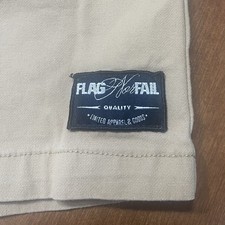 FLAG Nor FAIL
QUALITY
• LIMITED APPAREL & GOODS •